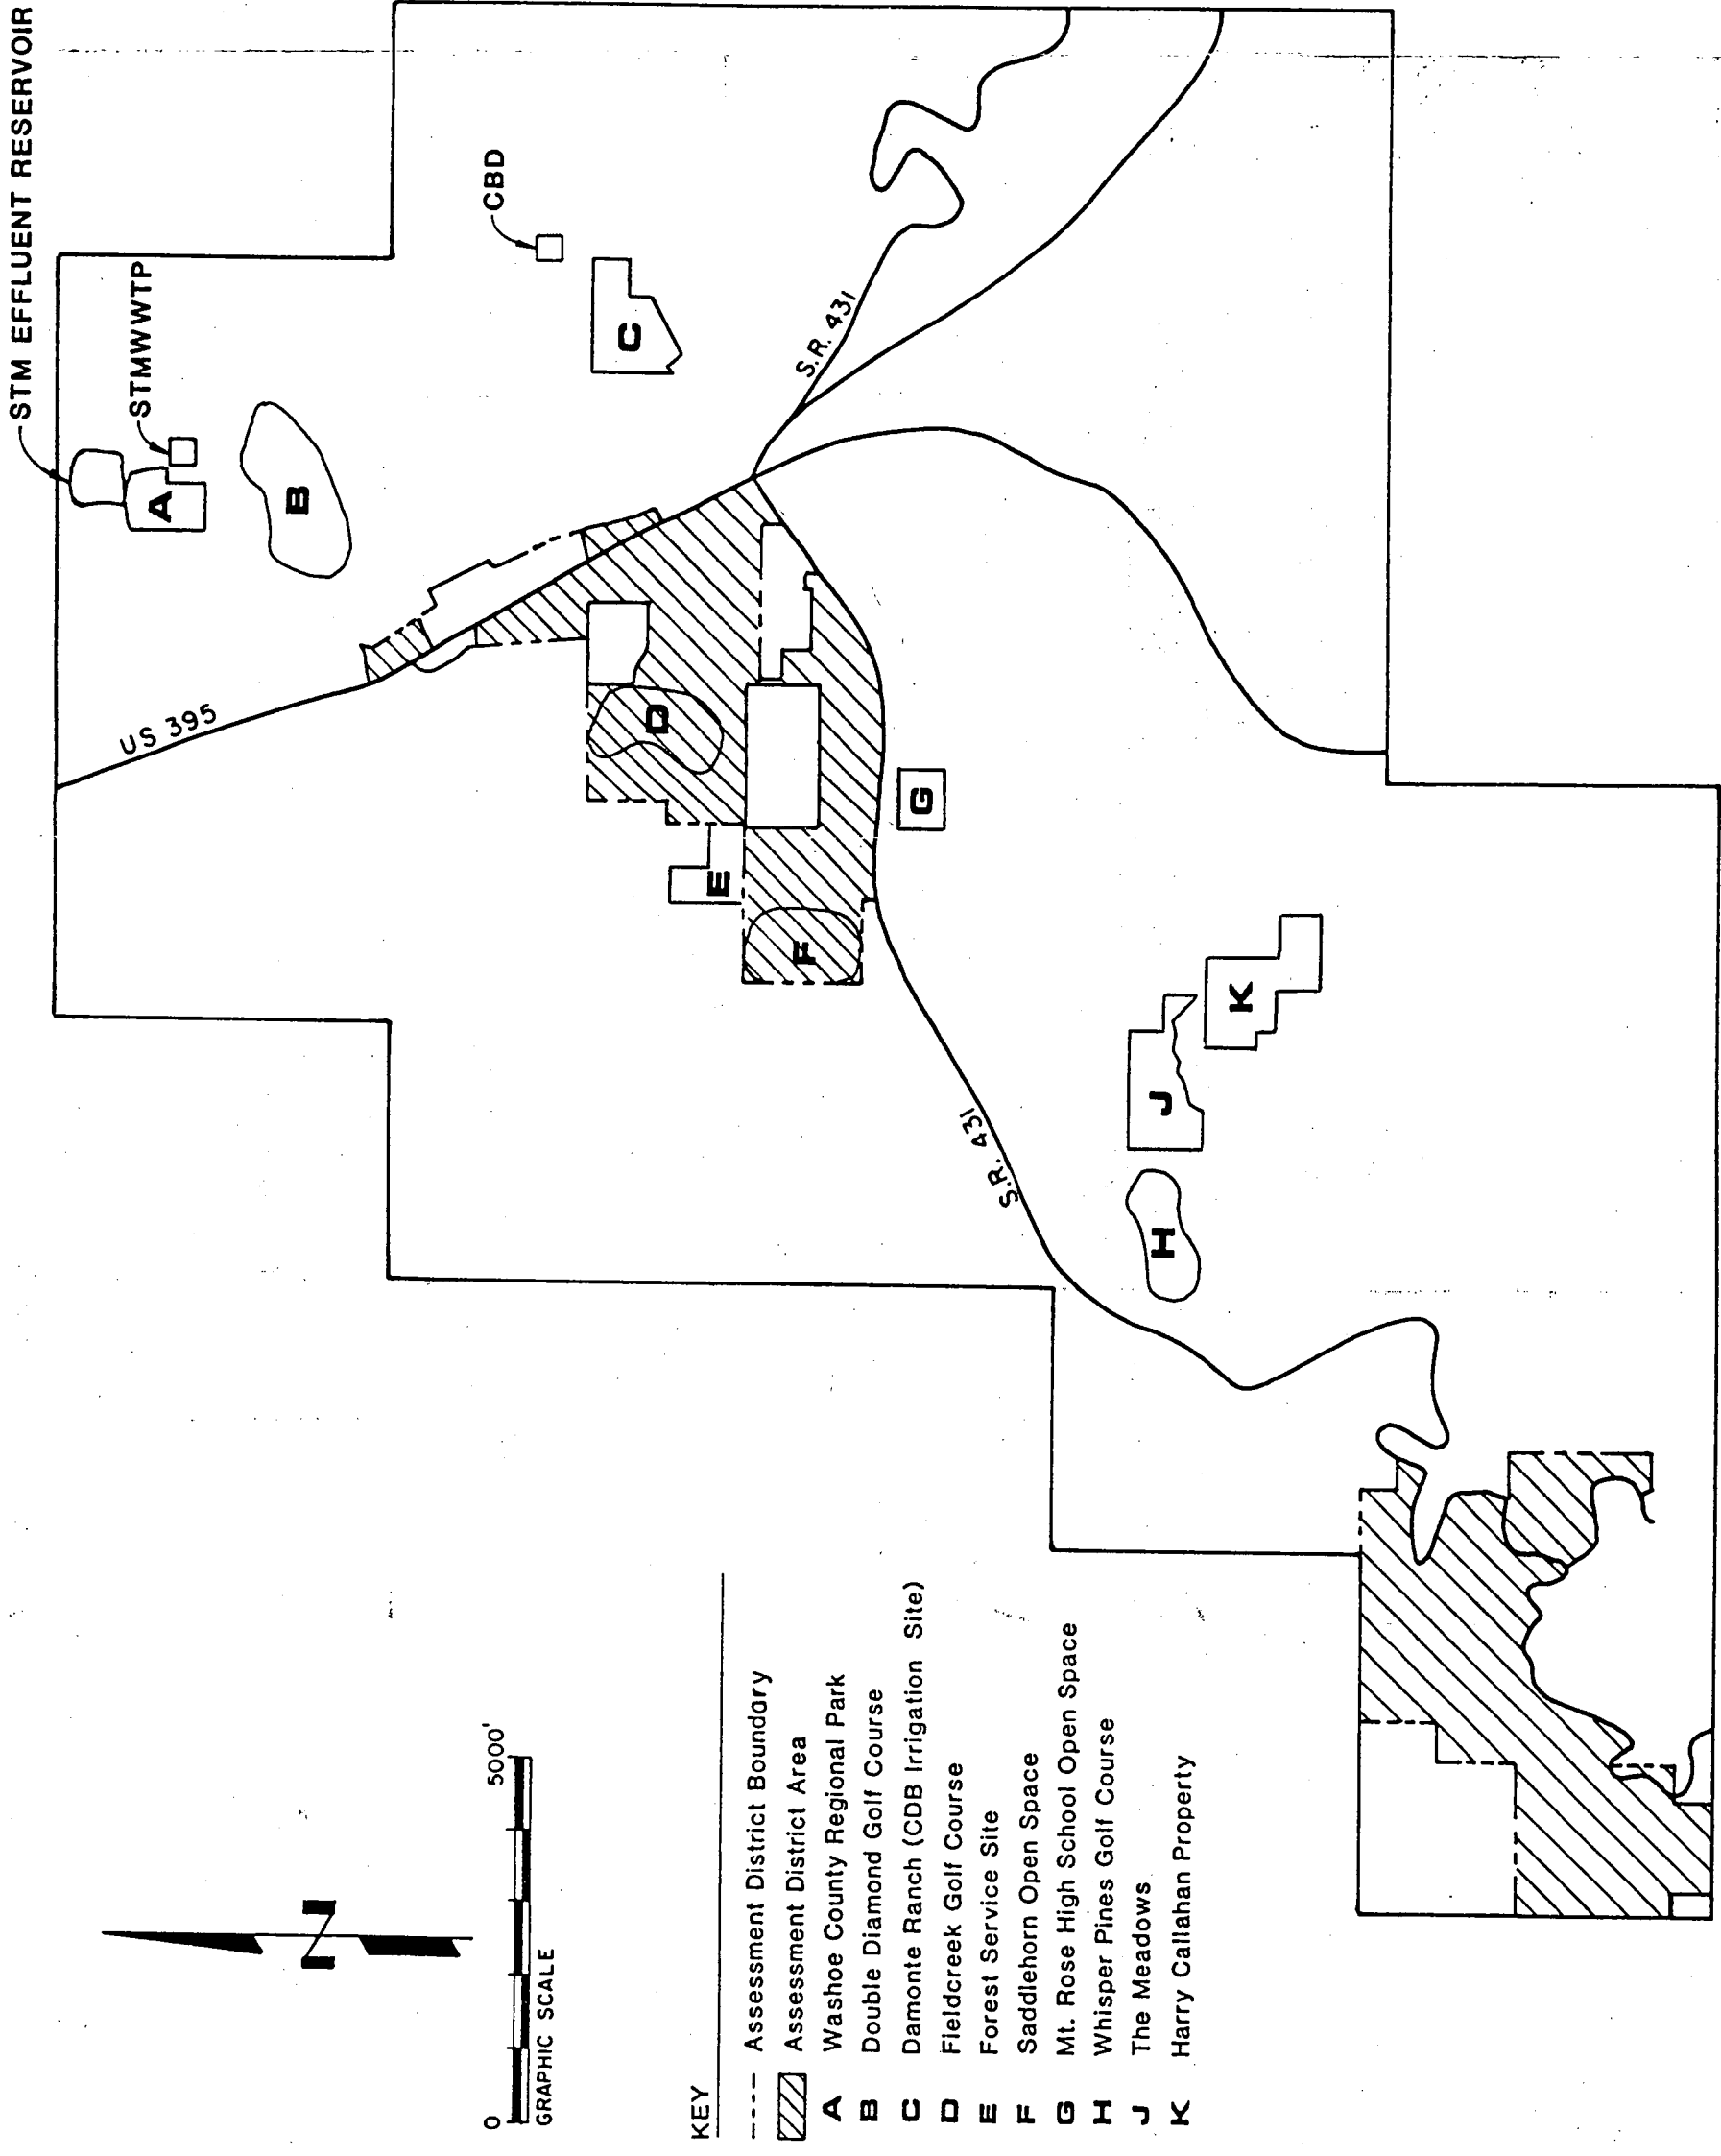 STM EFFLUENT RESERVOIR
STMWWTP
CBD
A
B
C
US 395
S.R. 431
D
E
F
G
S.R. 431
H
J
K
N
0 5000'
GRAPHIC SCALE
KEY
Assessment District Boundary
Assessment District Area
A Washoe County Regional Park
B Double Diamond Golf Course
C Damonte Ranch (CDB Irrigation Site)
D Fieldcreek Golf Course
E Forest Service Site
F Saddlehorn Open Space
G Mt. Rose High School Open Space
H Whisper Pines Golf Course
J The Meadows
K Harry Callahan Property